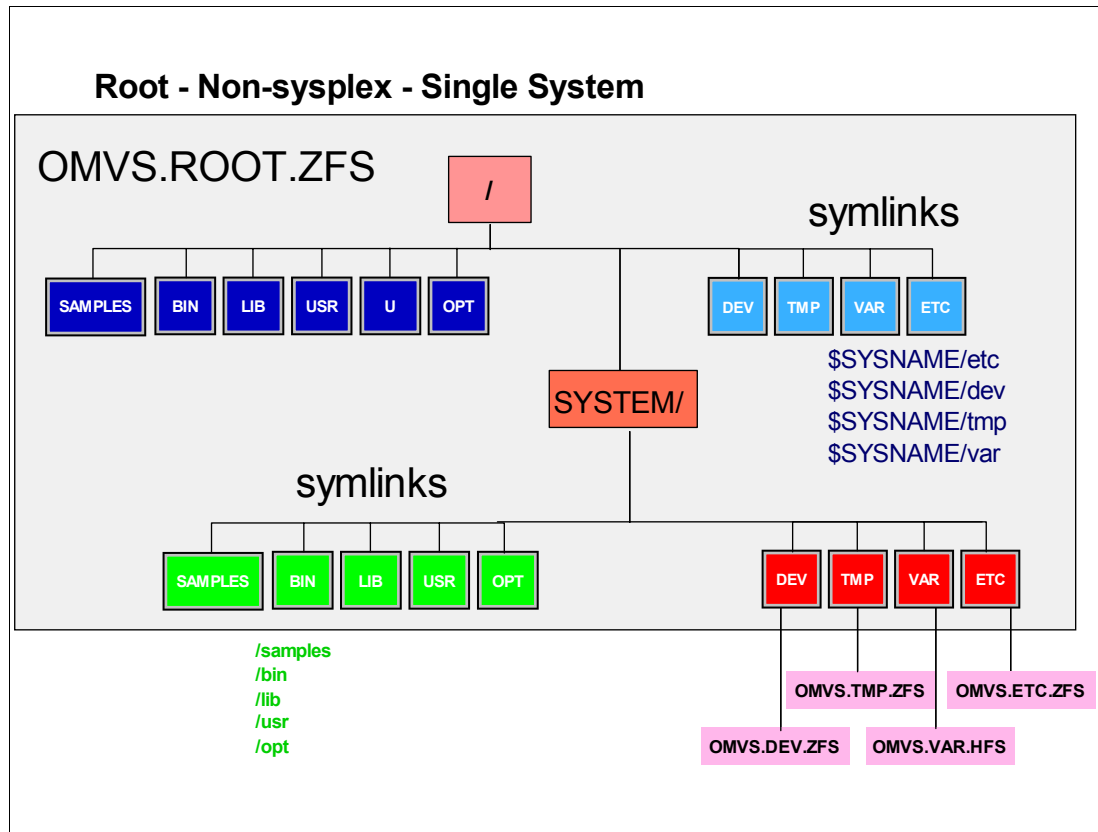 Root - Non-sysplex - Single System
OMVS.ROOT.ZFS
/
symlinks
SAMPLES
BIN
LIB
USR
U
OPT
DEV
TMP
VAR
ETC
$SYSNAME/etc
$SYSNAME/dev
$SYSNAME/tmp
$SYSNAME/var
SYSTEM/
symlinks
SAMPLES
BIN
LIB
USR
OPT
DEV
TMP
VAR
ETC
/samples
/bin
/lib
/usr
/opt
OMVS.TMP.ZFS
OMVS.ETC.ZFS
OMVS.DEV.ZFS
OMVS.VAR.HFS